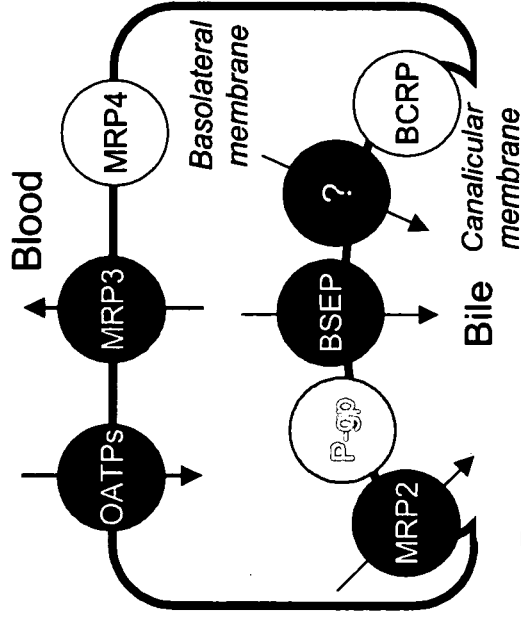 Blood
OATPs
MRP3
MRP4
Basolateral
membrane
MRP2
P-gp
BSEP
?
BCRP
Bile
Canalicular
membrane